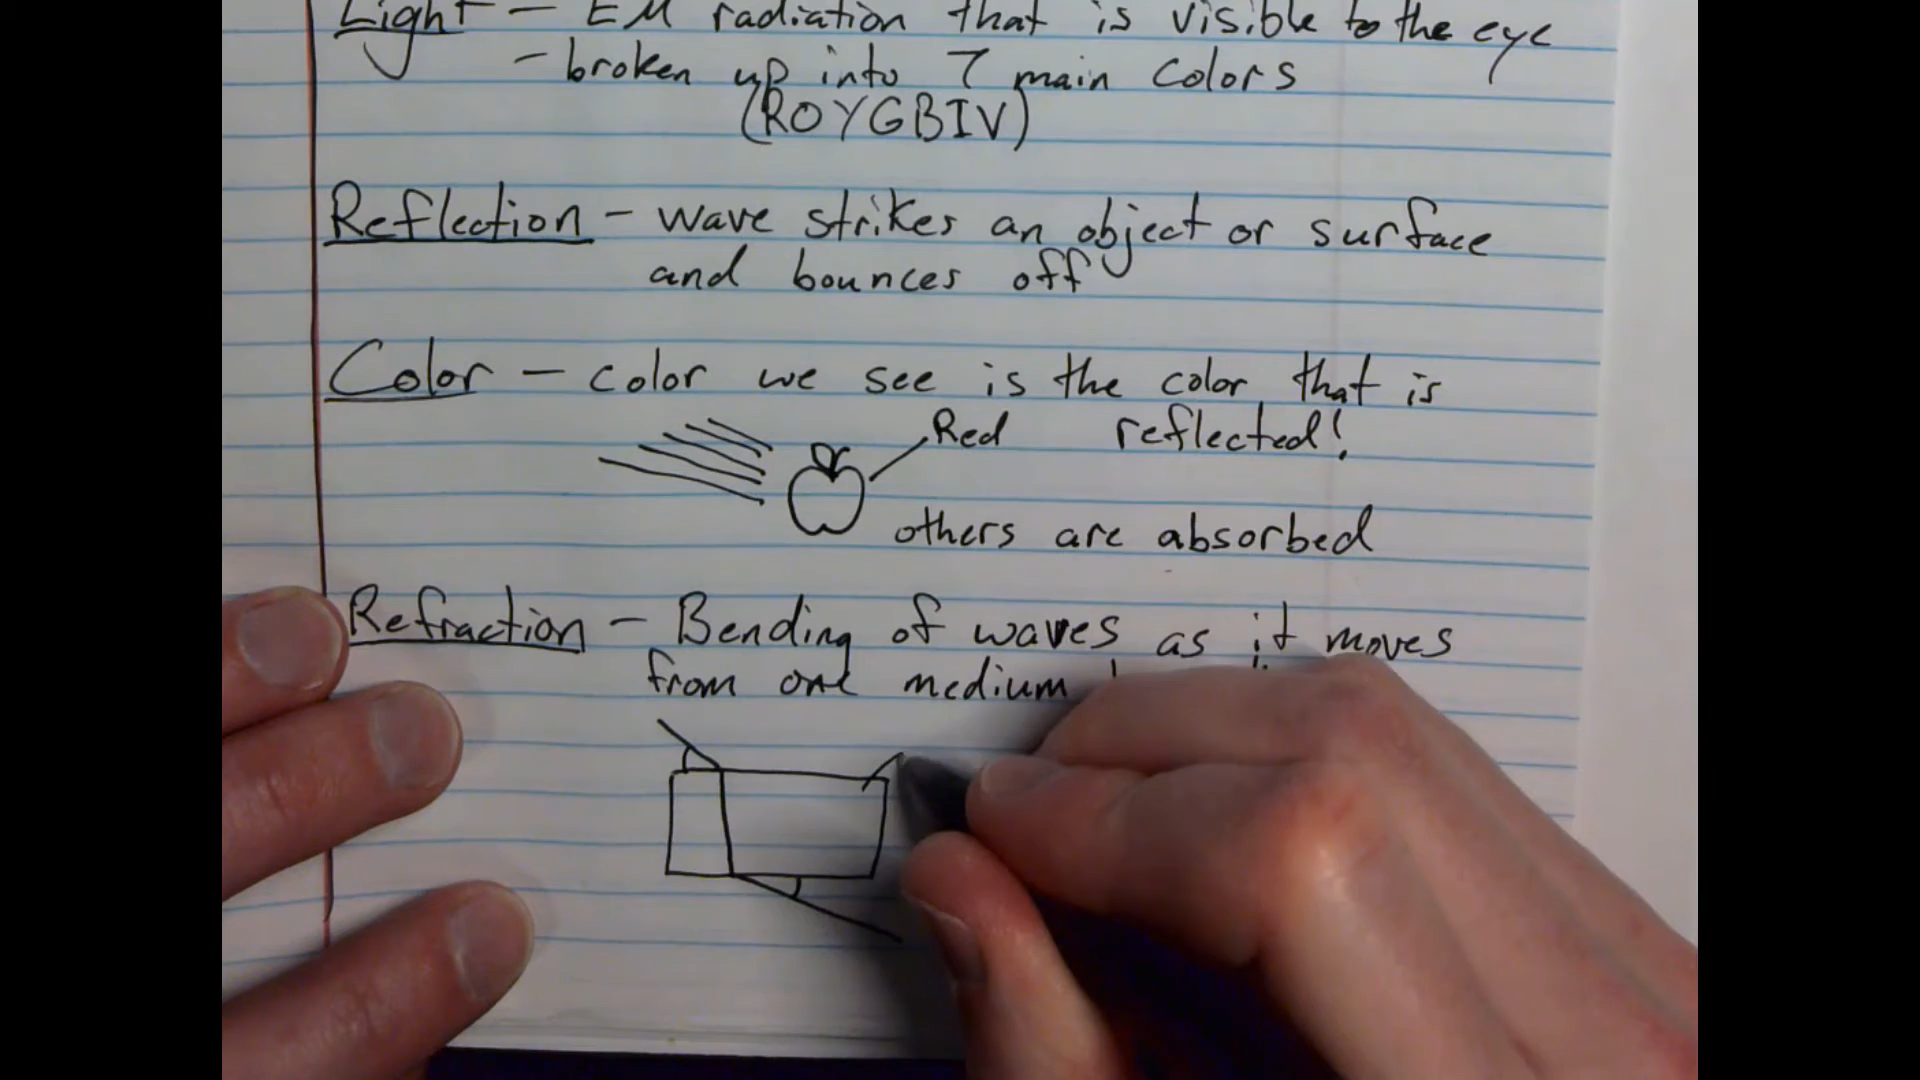 Light – EM radiation that is visible to the eye
– broken up into 7 main colors
(ROYGBIV)
Reflection – wave strikes an object or surface
and bounces off
Color – color we see is the color that is
reflected!
Red
others are absorbed
Refraction – Bending of waves as it moves
from one medium